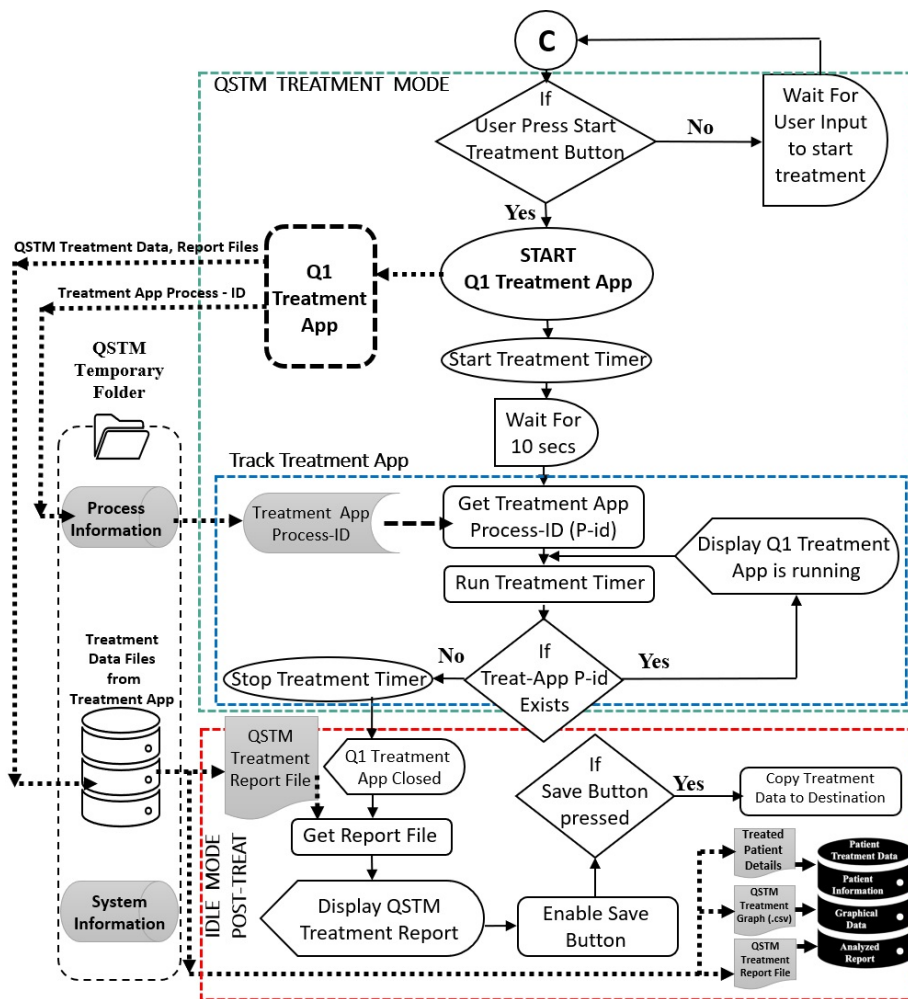 C
QSTM TREATMENT MODE
If
User Press Start
Treatment Button
No
Wait For
User Input
to start
treatment
Yes
QSTM Treatment Data, Report Files
START
Q1 Treatment App
Q1
Treatment
App
Treatment App Process - ID
Start Treatment Timer
QSTM
Temporary
Folder
Wait For
10 secs
Track Treatment App
Process
Information
Treatment App
Process-ID
Get Treatment App
Process-ID (P-id)
Display Q1 Treatment
App is running
Run Treatment Timer
Treatment
Data Files
from
Treatment App
Stop Treatment Timer
No
If
Treat-App P-id
Exists
Yes
QSTM
Treatment
Report File
Q1 Treatment
App Closed
If
Save Button
pressed
Yes
Copy Treatment
Data to Destination
Get Report File
IDLE MODE
POST-TREAT
Treated
Patient
Details
Patient
Treatment Data
Patient
Information
System
Information
Display QSTM
Treatment Report
Enable Save
Button
QSTM
Treatment
Graph (.csv)
Graphical
Data
QSTM
Treatment
Report File
Analyzed
Report